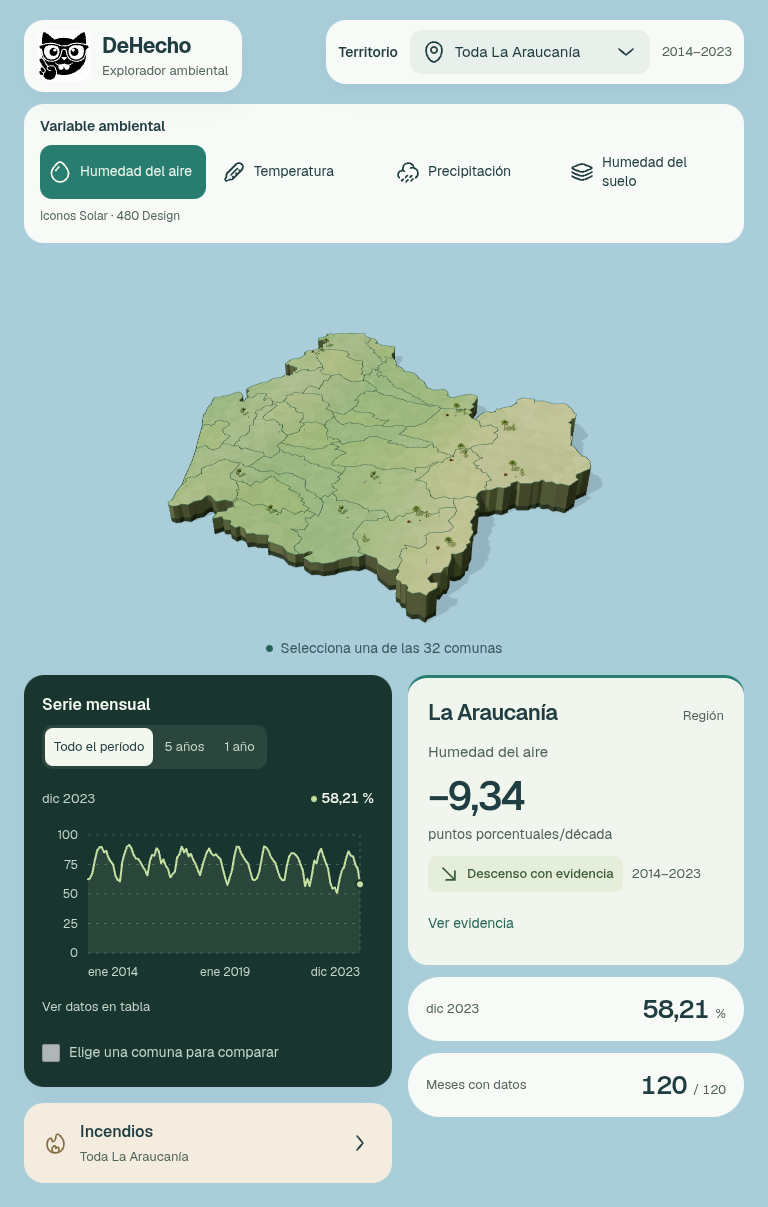 DeHecho
Explorador ambiental
Territorio
Toda La Araucanía
2014–2023
Variable ambiental
Humedad del aire
Temperatura
Precipitación
Humedad del
suelo
Iconos Solar · 480 Design
Selecciona una de las 32 comunas
Serie mensual
Todo el período
5 años
1 año
dic 2023
58,21 %
100
75
50
25
0
ene 2014
ene 2019
dic 2023
Ver datos en tabla
Elige una comuna para comparar
La Araucanía
Región
Humedad del aire
−9,34
puntos porcentuales/década
Descenso con evidencia
2014–2023
Ver evidencia
dic 2023
58,21 %
Meses con datos
120 / 120
Incendios
Toda La Araucanía